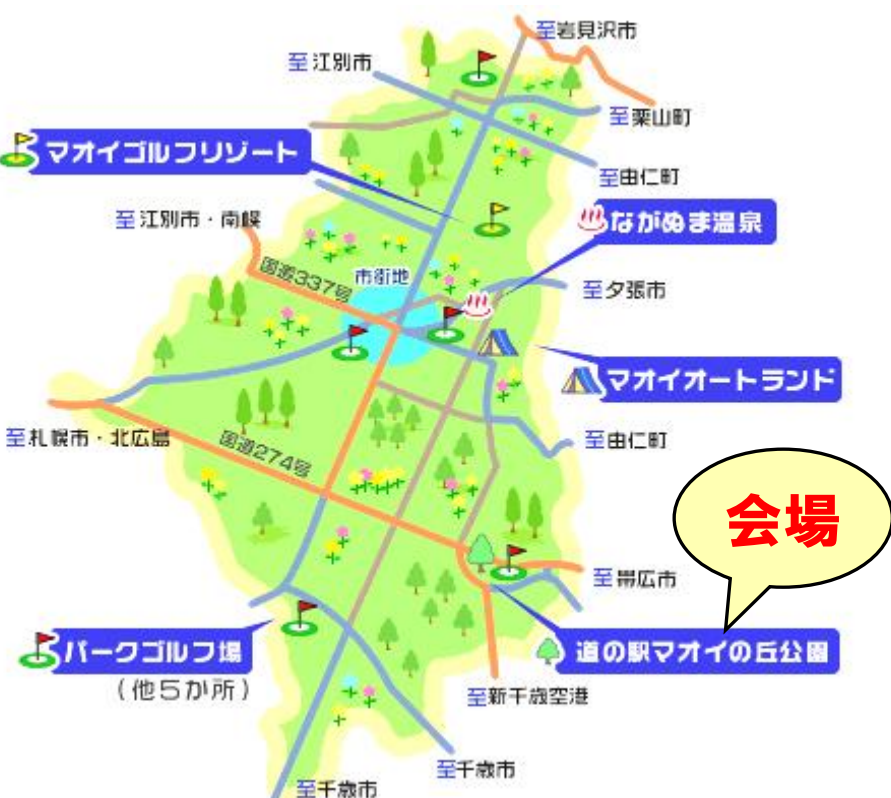 至岩見沢市
至江別市
至栗山町
マオイゴルフリゾート
至由仁町
至江別市・南幌
ながぬま温泉
国道337号
市街地
至夕張市
マオイオートランド
至札幌市・北広島
国道274号
至由仁町
会場
至帯広市
パークゴルフ場
(他5か所)
道の駅マオイの丘公園
至新千歳空港
至千歳市
至千歳市